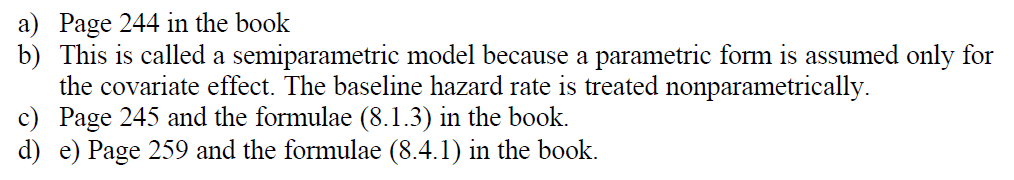 a) Page 244 in the book
b) This is called a semiparametric model because a parametric form is assumed only for
the covariate effect. The baseline hazard rate is treated nonparametrically.
c) Page 245 and the formulae (8.1.3) in the book.
d) e) Page 259 and the formulae (8.4.1) in the book.